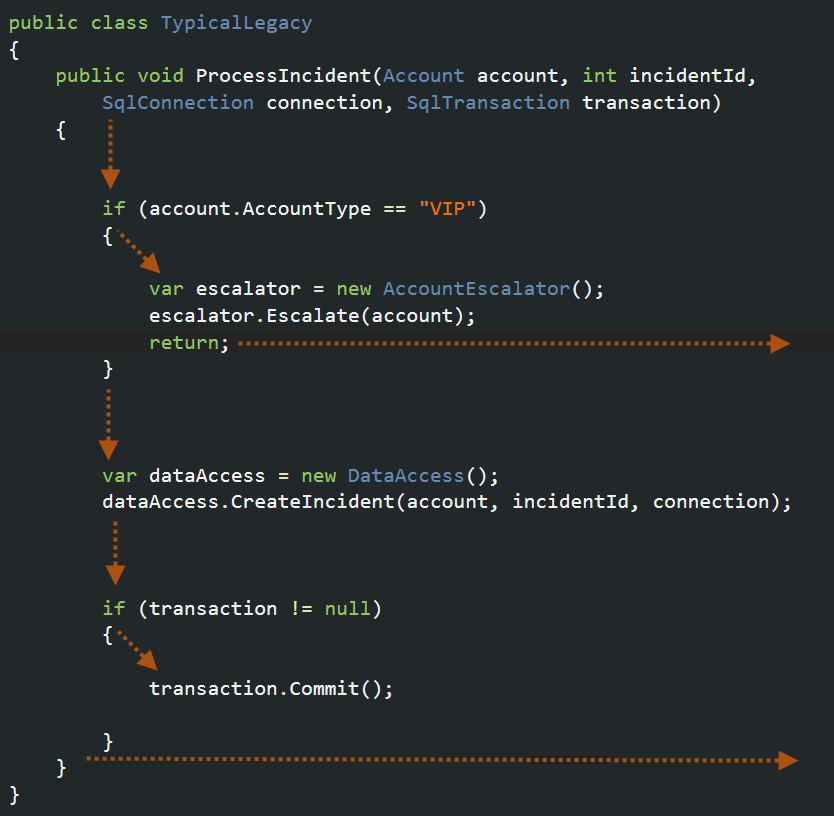 public class TypicalLegacy
{
public void ProcessIncident(Account account, int incidentId,
SqlConnection connection, SqlTransaction transaction)
{
if (account.AccountType == "VIP")
{
var escalator = new AccountEscalator();
escalator.Escalate(account);
return;
}
var dataAccess = new DataAccess();
dataAccess.CreateIncident(account, incidentId, connection);
if (transaction != null)
{
transaction.Commit();
}
}
}